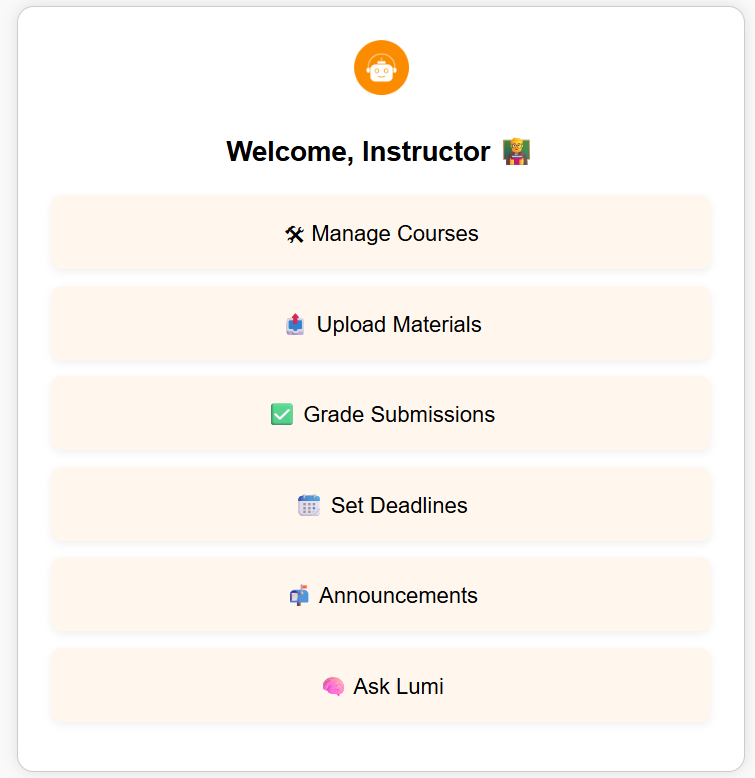 Welcome, Instructor 👩‍🏫
🛠 Manage Courses
📤 Upload Materials
✅ Grade Submissions
📅 Set Deadlines
📬 Announcements
🧠 Ask Lumi